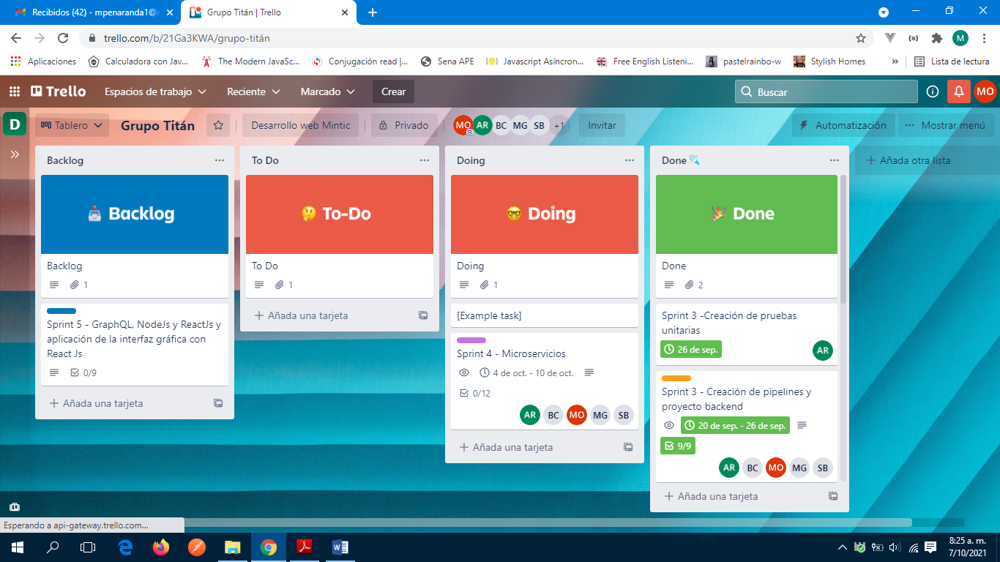 Recibidos (42) - mpenaranda1@
Grupo Titán | Trello
trello.com/b/21Ga3KWA/grupo-titán
M
Aplicaciones
Calculadora con Jav...
The Modern JavaSc...
Conjugación read |...
Sena APE
Javascript Asíncron...
Free English Listeni...
pastelrainbo-w
Stylish Homes
»
Lista de lectura
Trello
Espacios de trabajo
Reciente
Marcado
Crear
Buscar
MO
D
Tablero
Grupo Titán
Desarrollo web Mintic
Privado
MO AR BC MG SB +1
Invitar
Automatización
Mostrar menú
Backlog
Backlog
Backlog
1
Sprint 5 - GraphQL, NodeJs y ReactJs y
aplicación de la interfaz gráfica con
React Js
0/9
+ Añada una tarjeta
To Do
To-Do
To Do
1
+ Añada una tarjeta
Doing
Doing
Doing
1
[Example task]
Sprint 4 - Microservicios
4 de oct. - 10 de oct.
0/12
AR BC MO MG SB
+ Añada una tarjeta
Done
Done
Done
2
Sprint 3 -Creación de pruebas
unitarias
26 de sep.
AR
Sprint 3 - Creación de pipelines y
proyecto backend
20 de sep. - 26 de sep.
9/9
AR BC MO MG SB
+ Añada una tarjeta
+ Añada otra lista
Esperando a api-gateway.trello.com...
8:25 a. m.
7/10/2021